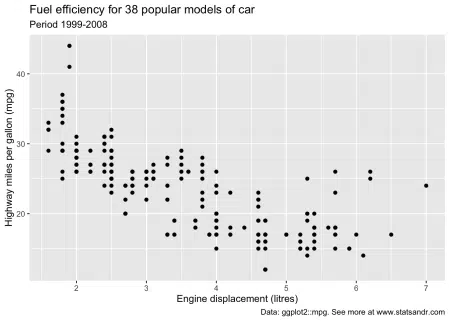 Fuel efficiency for 38 popular models of car
Period 1999-2008
Highway miles per gallon (mpg)
40
30
20
2
3
4
5
6
7
Engine displacement (litres)
Data: ggplot2::mpg. See more at www.statsandr.com